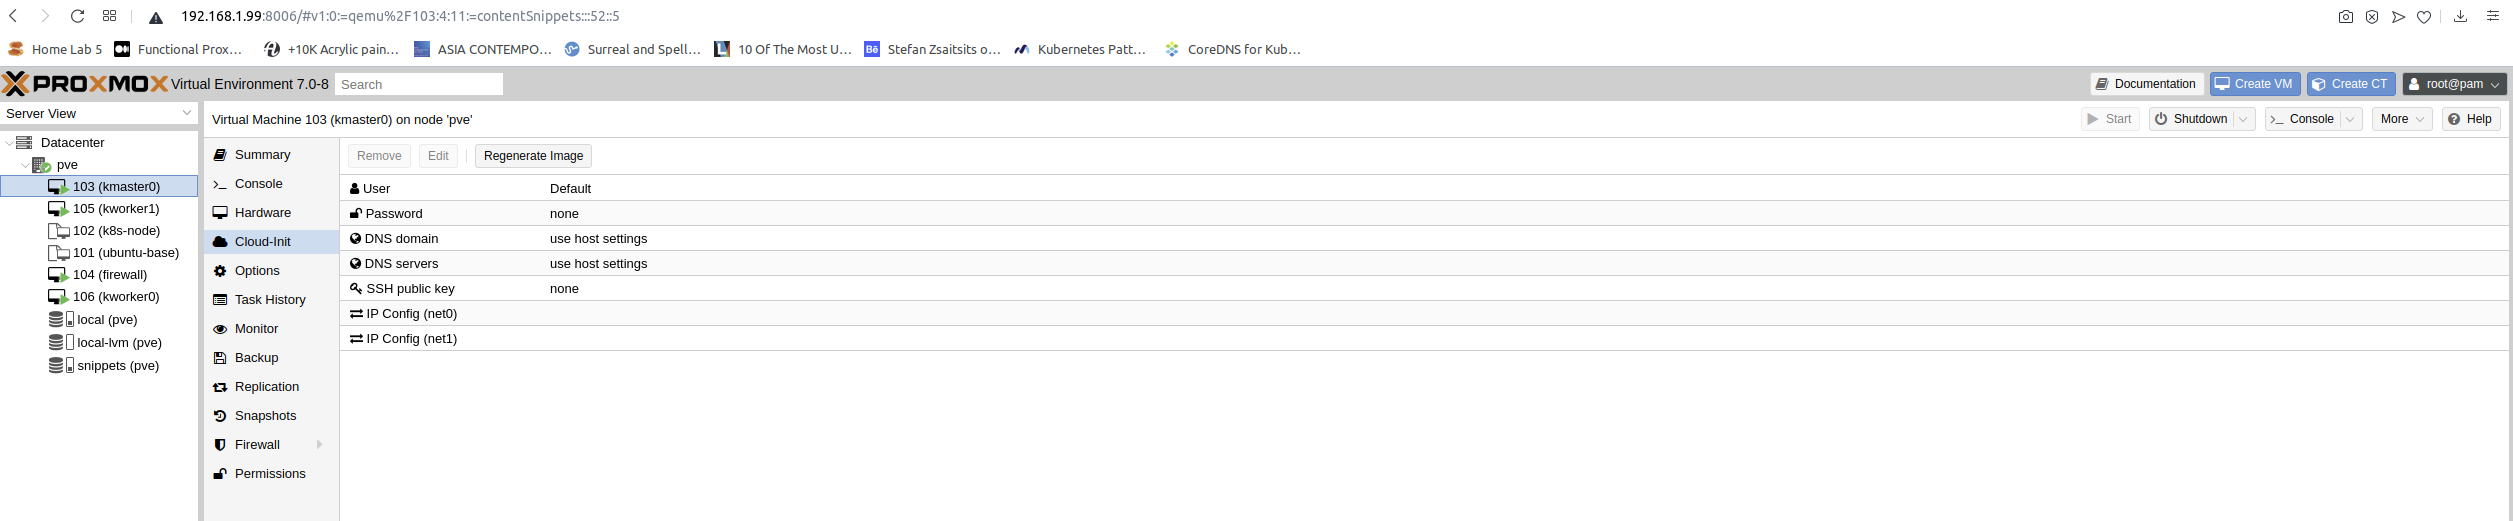 192.168.1.99:8006/#v1:0:=qemu%2F103:4:11:=contentSnippets:::52::5
Home Lab 5 Functional Prox... +10K Acrylic pain... ASIA CONTEMPO... Surreal and Spell... 10 Of The Most U... Bē Stefan Zsaitsits o... Kubernetes Patt... CoreDNS for Kub...
PROXMOX Virtual Environment 7.0-8 Search Documentation Create VM Create CT root@pam
Server View
Virtual Machine 103 (kmaster0) on node 'pve' Start Shutdown Console More Help
Datacenter
pve
103 (kmaster0)
105 (kworker1)
102 (k8s-node)
101 (ubuntu-base)
104 (firewall)
106 (kworker0)
local (pve)
local-lvm (pve)
snippets (pve)
Summary
Console
Hardware
Cloud-Init
Options
Task History
Monitor
Backup
Replication
Snapshots
Firewall
Permissions
Remove Edit Regenerate Image
User Default
Password none
DNS domain use host settings
DNS servers use host settings
SSH public key none
IP Config (net0)
IP Config (net1)